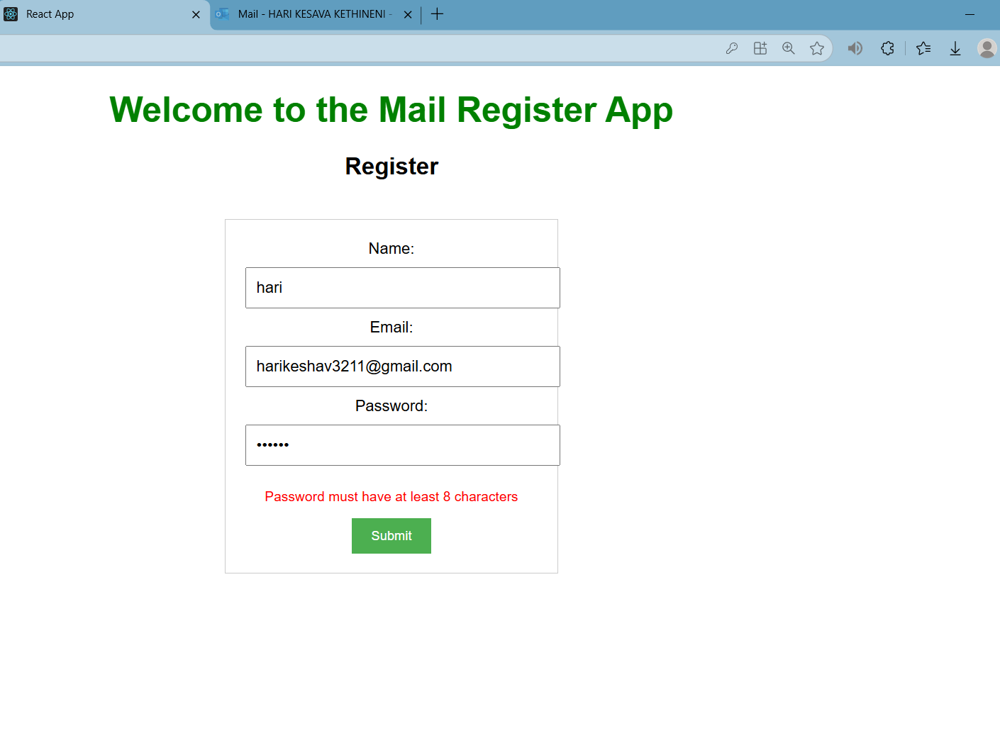 React App
Mail - HARI KESAVA KETHINENI -
Welcome to the Mail Register App
Register
Name:
hari
Email:
harikeshav3211@gmail.com
Password:
••••••
Password must have at least 8 characters
Submit